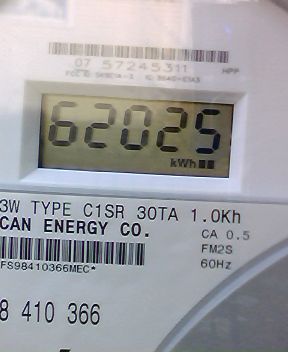 07 57245311
HPP
62025
kWh
3W TYPE C1SR 30TA 1.0Kh
CAN ENERGY CO.
CA 0.5
FM2S
FS98410366MEC*
60Hz
8 410 366